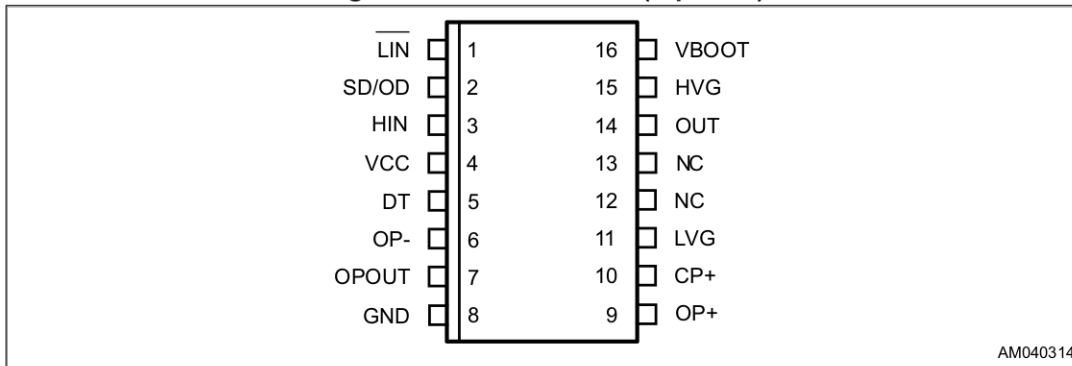 LIN 1 16 VBOOT
SD/OD 2 15 HVG
HIN 3 14 OUT
VCC 4 13 NC
DT 5 12 NC
OP- 6 11 LVG
OPOUT 7 10 CP+
GND 8 9 OP+
AM040314